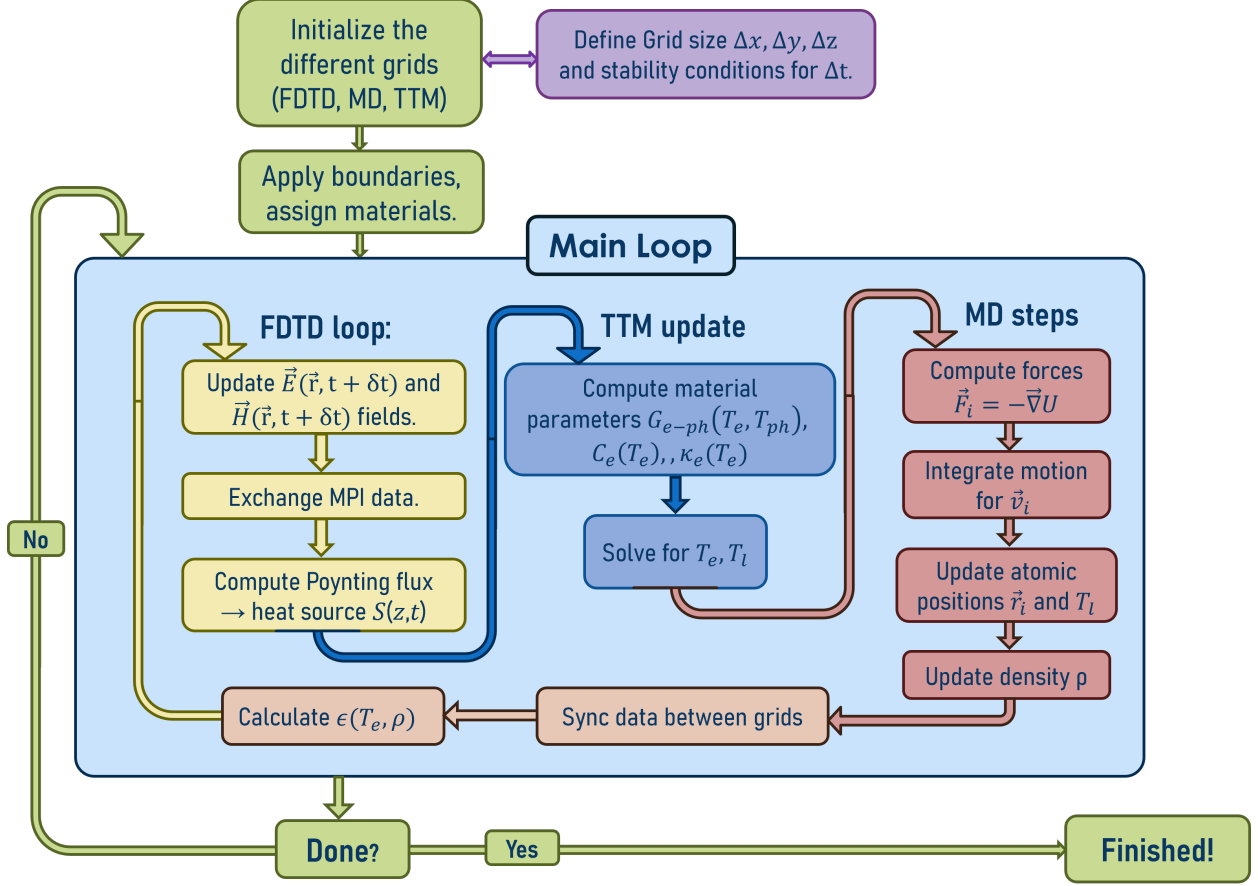 Initialize the
different grids
(FDTD, MD, TTM)
Define Grid size Δx, Δy, Δz
and stability conditions for Δt.
Apply boundaries,
assign materials.
Main Loop
FDTD loop:
Update E⃗(r⃗, t + δt) and
H⃗(r⃗, t + δt) fields.
Exchange MPI data.
Compute Poynting flux
→ heat source S(z,t)
TTM update
Compute material
parameters G_{e−ph}(T_e, T_{ph}),
C_e(T_e), , κ_e(T_e)
Solve for T_e, T_l
MD steps
Compute forces
F⃗_i = −∇⃗U
Integrate motion
for v⃗_i
Update atomic
positions r⃗_i and T_l
Update density ρ
Sync data between grids
Calculate ϵ(T_e, ρ)
No
Done?
Yes
Finished!